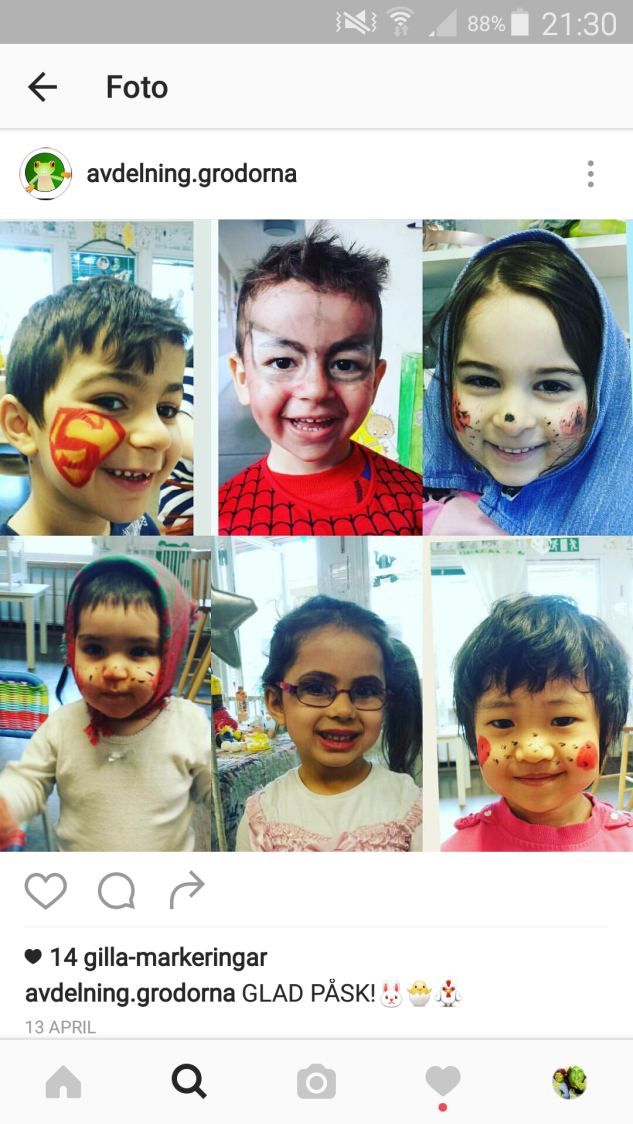 88% 21:30
Foto
avdelning.grodorna
14 gilla-markeringar
avdelning.grodorna GLAD PÅSK!🐰🐣🐔
13 APRIL